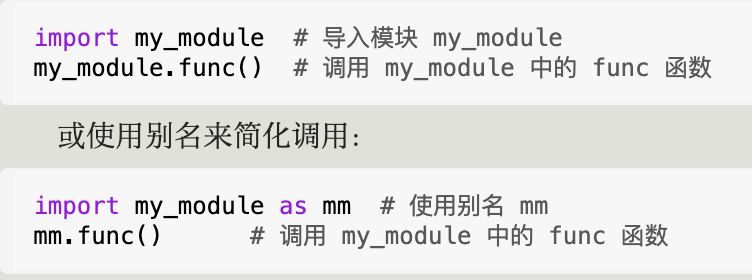 import my_module  # 导入模块 my_module
my_module.func()  # 调用 my_module 中的 func 函数
或使用别名来简化调用:
import my_module as mm  # 使用别名 mm
mm.func()      # 调用 my_module 中的 func 函数